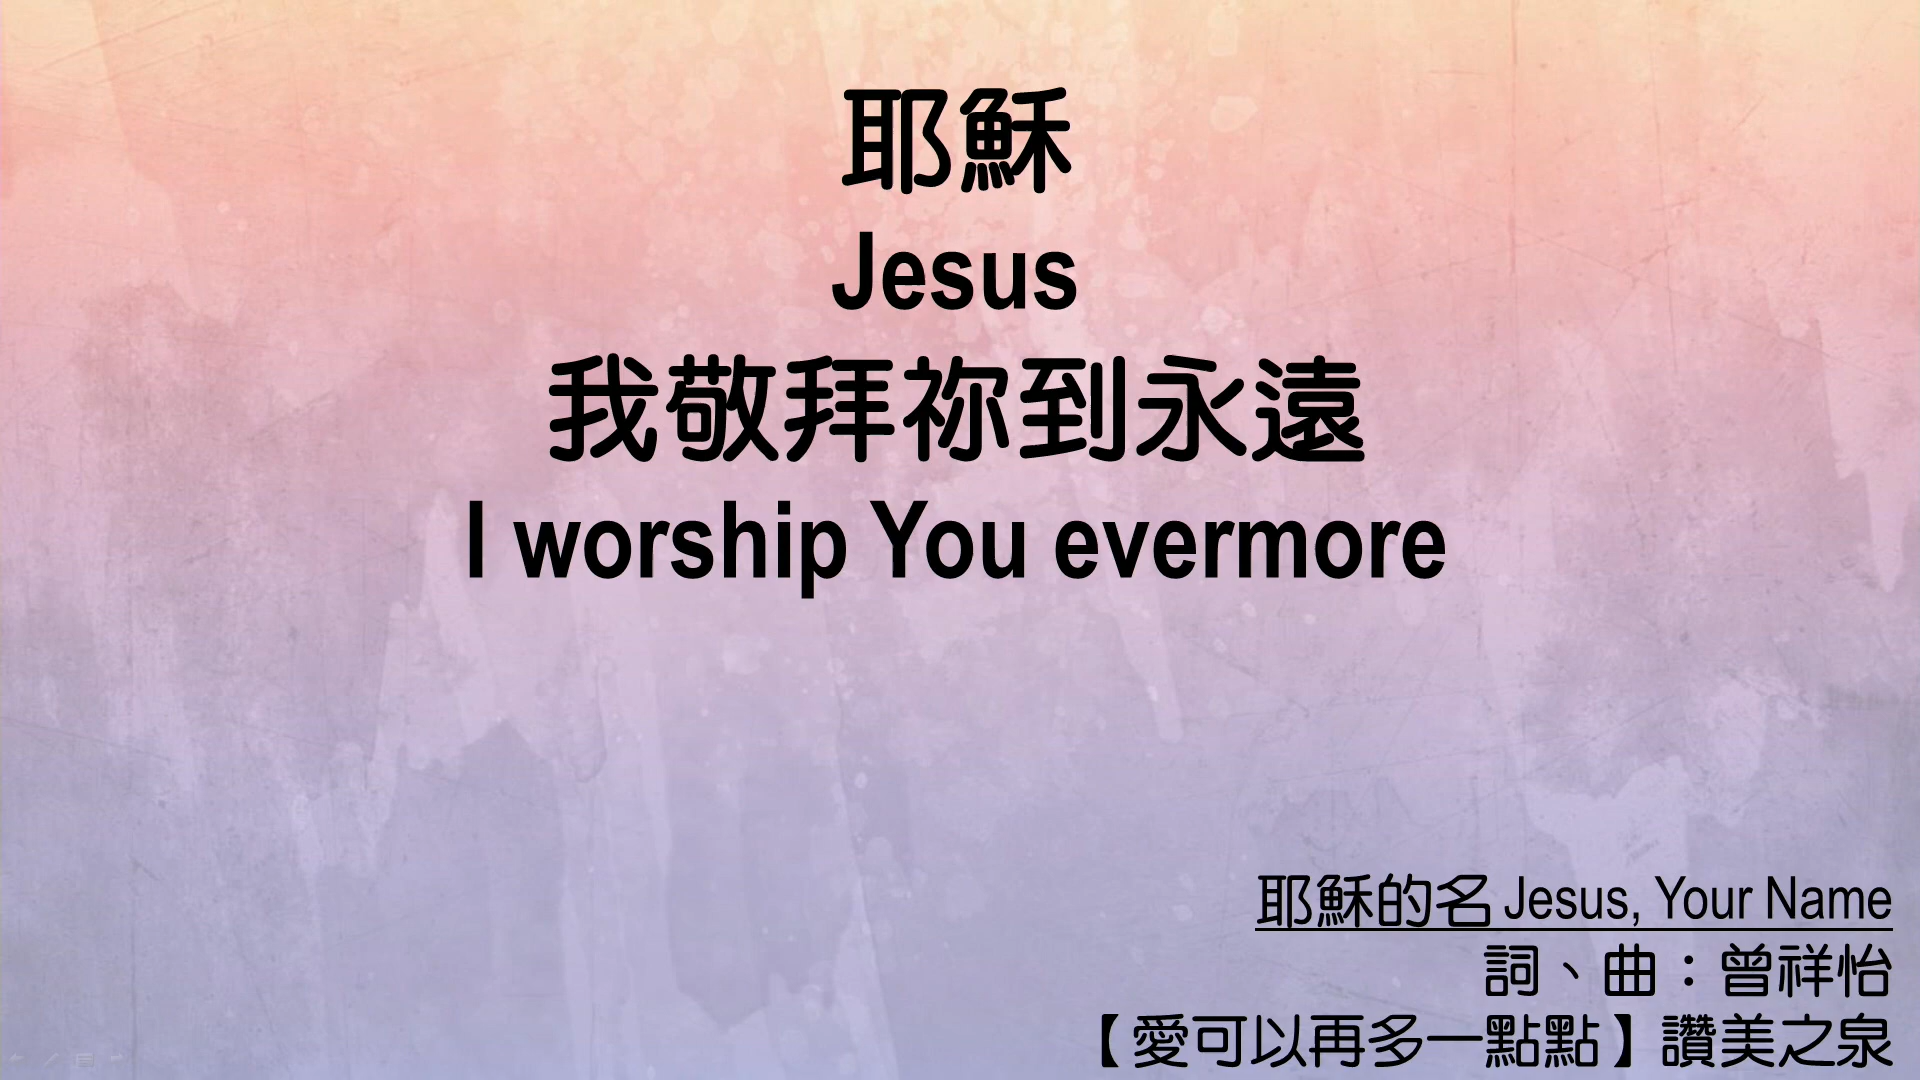 耶穌
Jesus
我敬拜祢到永遠
I worship You evermore
耶穌的名 Jesus, Your Name
詞、曲：曾祥怡
【愛可以再多一點點】讚美之泉